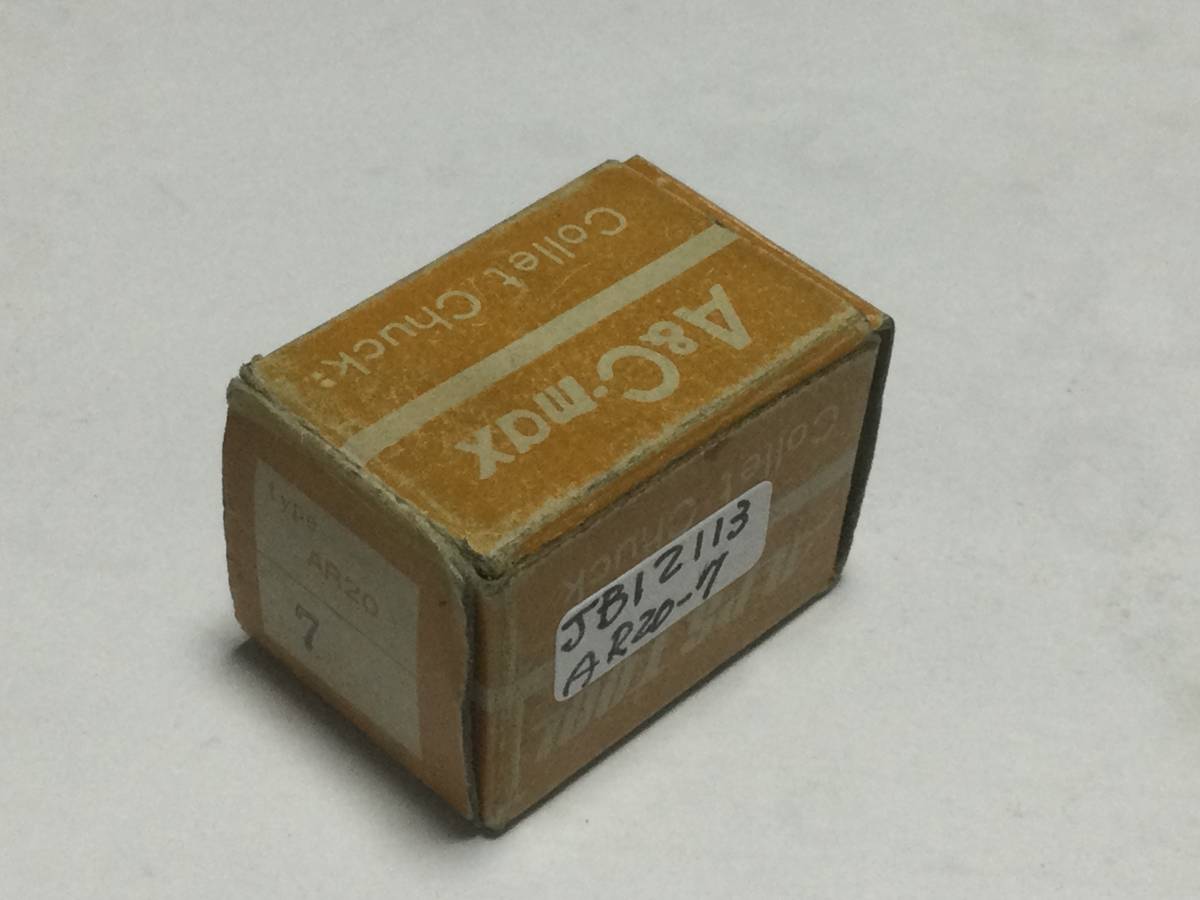 Collet Chuck
A&C·max
type
AR20
7
Collet Chuck
JB12113
AR20-7